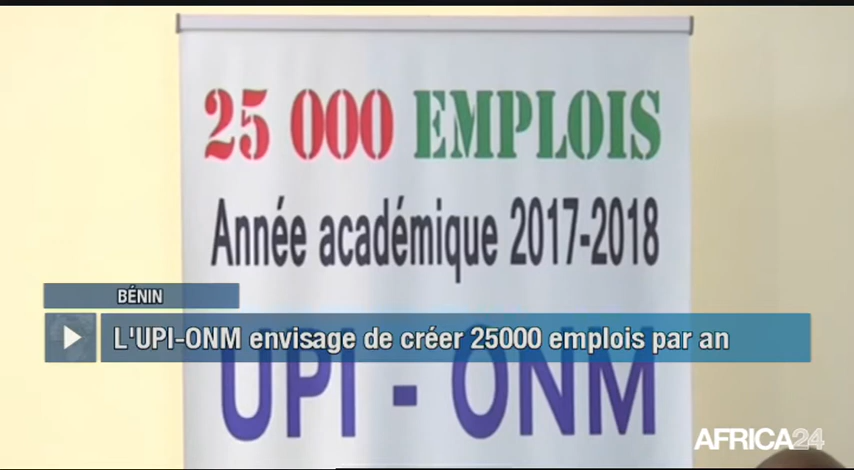 25 000 EMPLOIS
Année académique 2017-2018
BÉNIN
L'UPI-ONM envisage de créer 25000 emplois par an
UPI - ONM
AFRICA24